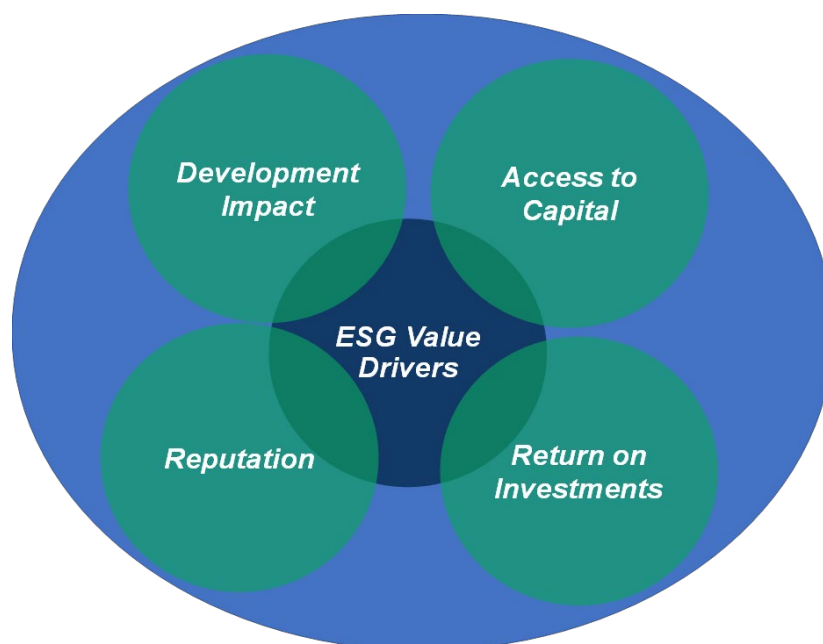 Development
Impact
Access to
Capital
ESG Value
Drivers
Reputation
Return on
Investments